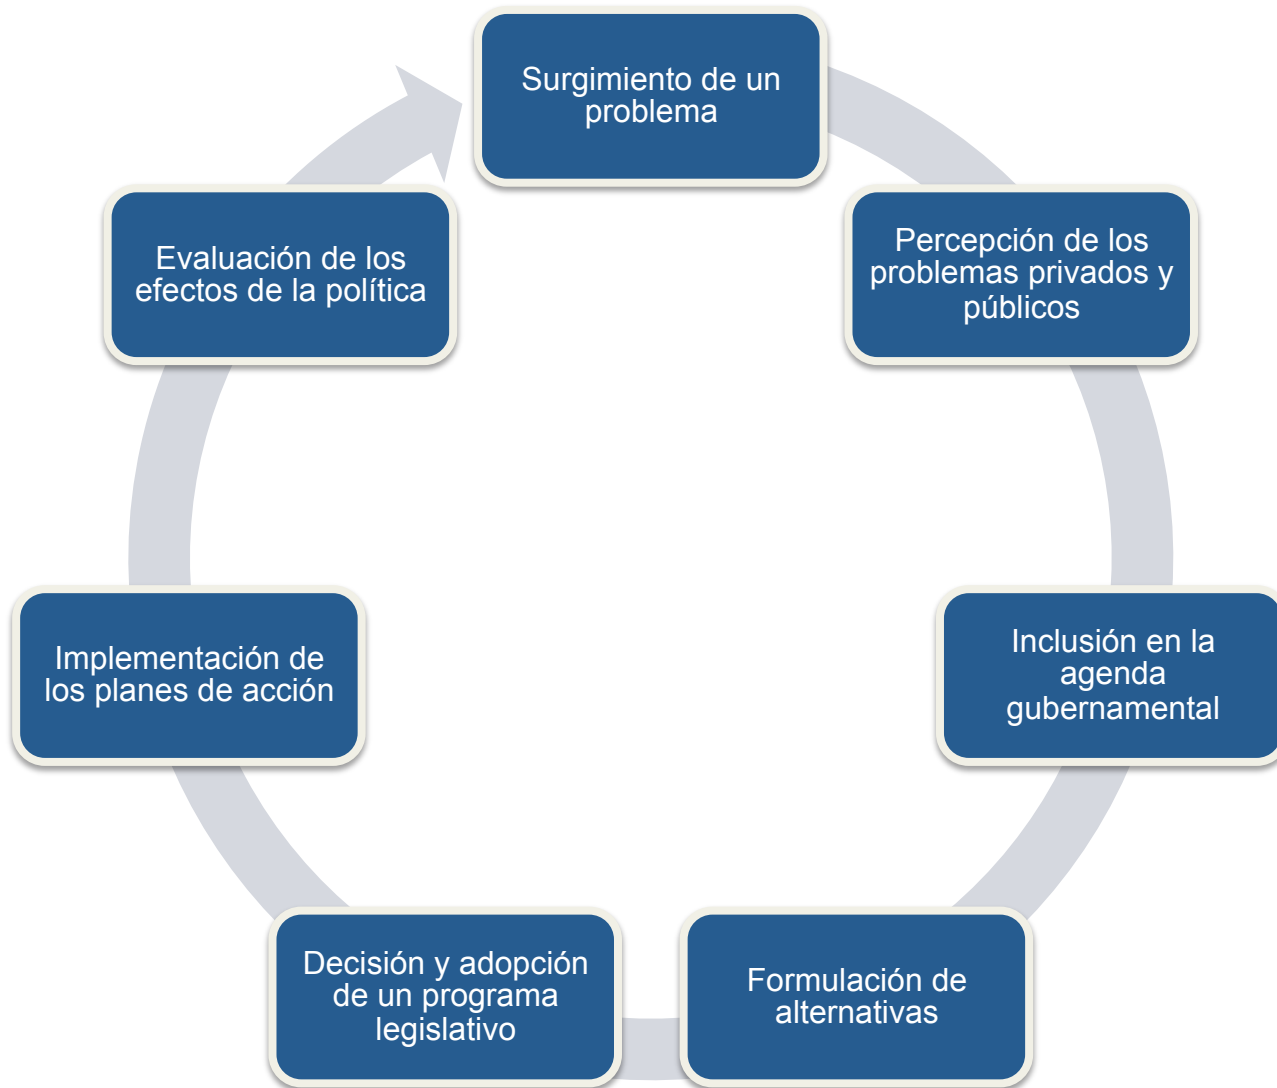 Surgimiento de un
problema
Percepción de los
problemas privados y
públicos
Inclusión en la
agenda
gubernamental
Formulación de
alternativas
Decisión y adopción
de un programa
legislativo
Implementación de
los planes de acción
Evaluación de los
efectos de la política